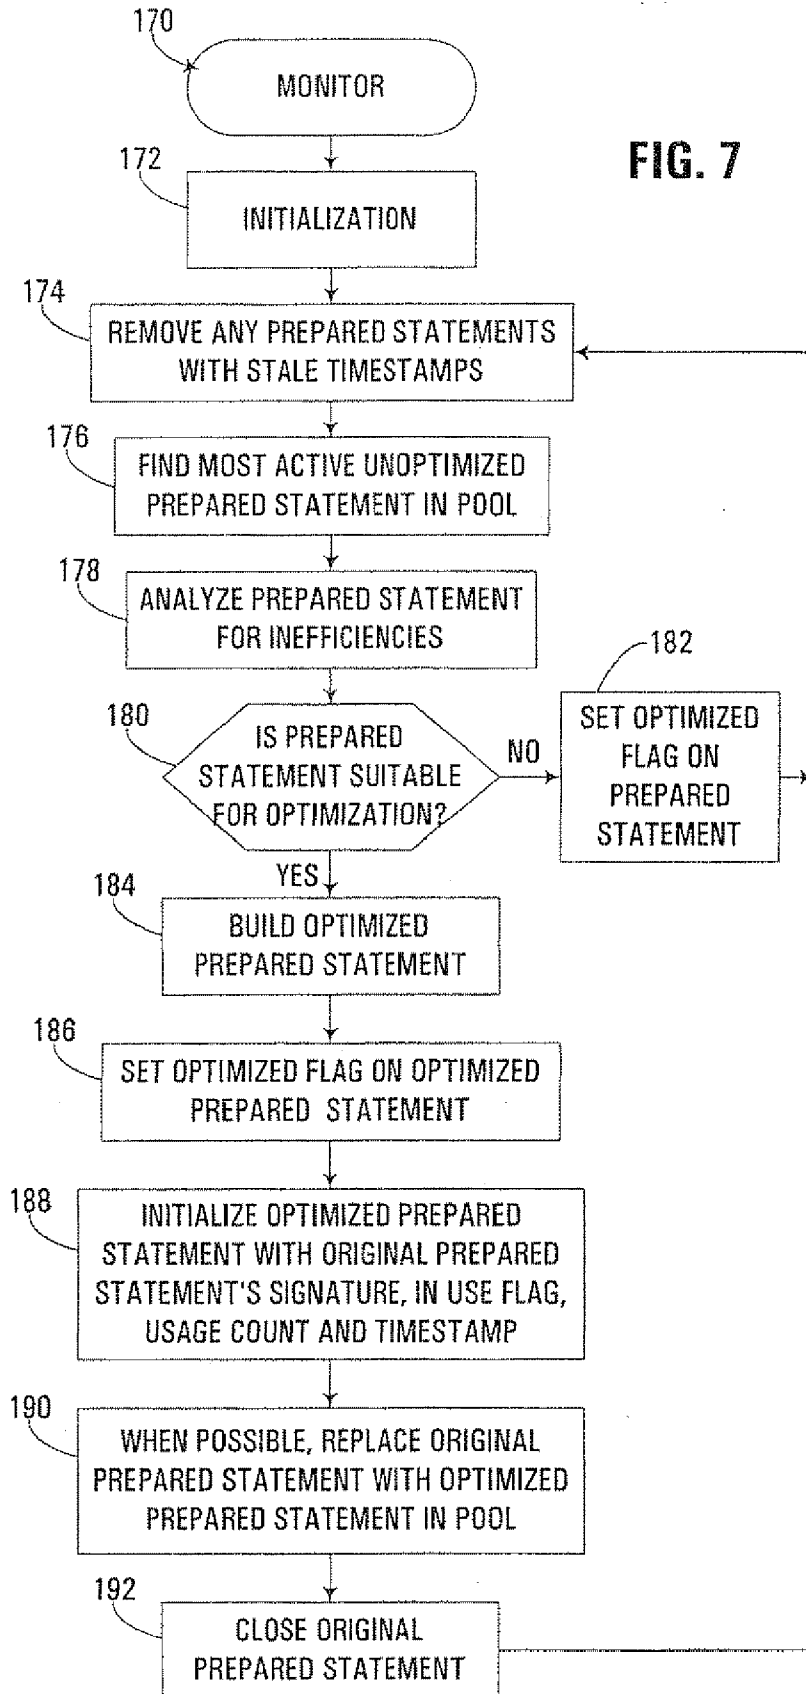 170
MONITOR
FIG. 7
172
INITIALIZATION
174
REMOVE ANY PREPARED STATEMENTS
WITH STALE TIMESTAMPS
176
FIND MOST ACTIVE UNOPTIMIZED
PREPARED STATEMENT IN POOL
178
ANALYZE PREPARED STATEMENT
FOR INEFFICIENCIES
180
IS PREPARED
STATEMENT SUITABLE
FOR OPTIMIZATION?
NO
182
SET OPTIMIZED
FLAG ON
PREPARED
STATEMENT
YES
184
BUILD OPTIMIZED
PREPARED STATEMENT
186
SET OPTIMIZED FLAG ON OPTIMIZED
PREPARED STATEMENT
188
INITIALIZE OPTIMIZED PREPARED
STATEMENT WITH ORIGINAL PREPARED
STATEMENT'S SIGNATURE, IN USE FLAG,
USAGE COUNT AND TIMESTAMP
190
WHEN POSSIBLE, REPLACE ORIGINAL
PREPARED STATEMENT WITH OPTIMIZED
PREPARED STATEMENT IN POOL
192
CLOSE ORIGINAL
PREPARED STATEMENT